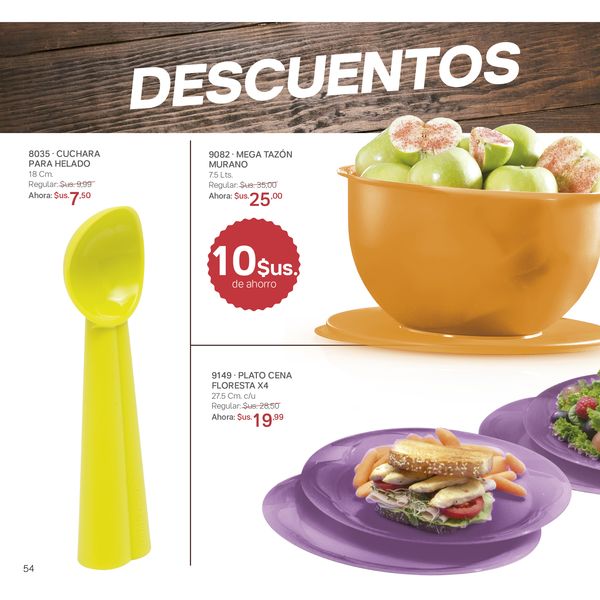 DESCUENTOS
8035 · CUCHARA
PARA HELADO
18 Cm.
Regular: $us. 9,99
Ahora: $us.7,50
9082 · MEGA TAZÓN
MURANO
7.5 Lts.
Regular: $us. 35,00
Ahora: $us.25,00
10$us.
de ahorro
9149 · PLATO CENA
FLORESTA X4
27.5 Cm. c/u
Regular: $us. 28,50
Ahora: $us.19,99
54